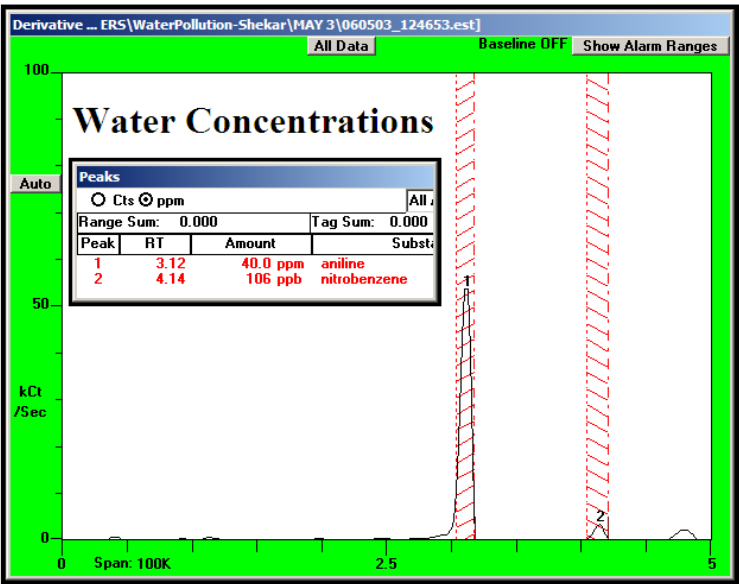 Derivative ... ERS\WaterPollution-Shekar\MAY 3\060503_124653.est]
All Data Baseline OFF Show Alarm Ranges
100
Water Concentrations
Auto
Peaks
Cts ppm All
Range Sum: 0.000 Tag Sum: 0.000
Peak RT Amount Substa
1 3.12 40.0 ppm aniline
2 4.14 106 ppb nitrobenzene
1
50
kCt
/Sec
2
0
0 Span: 100K 2.5 5